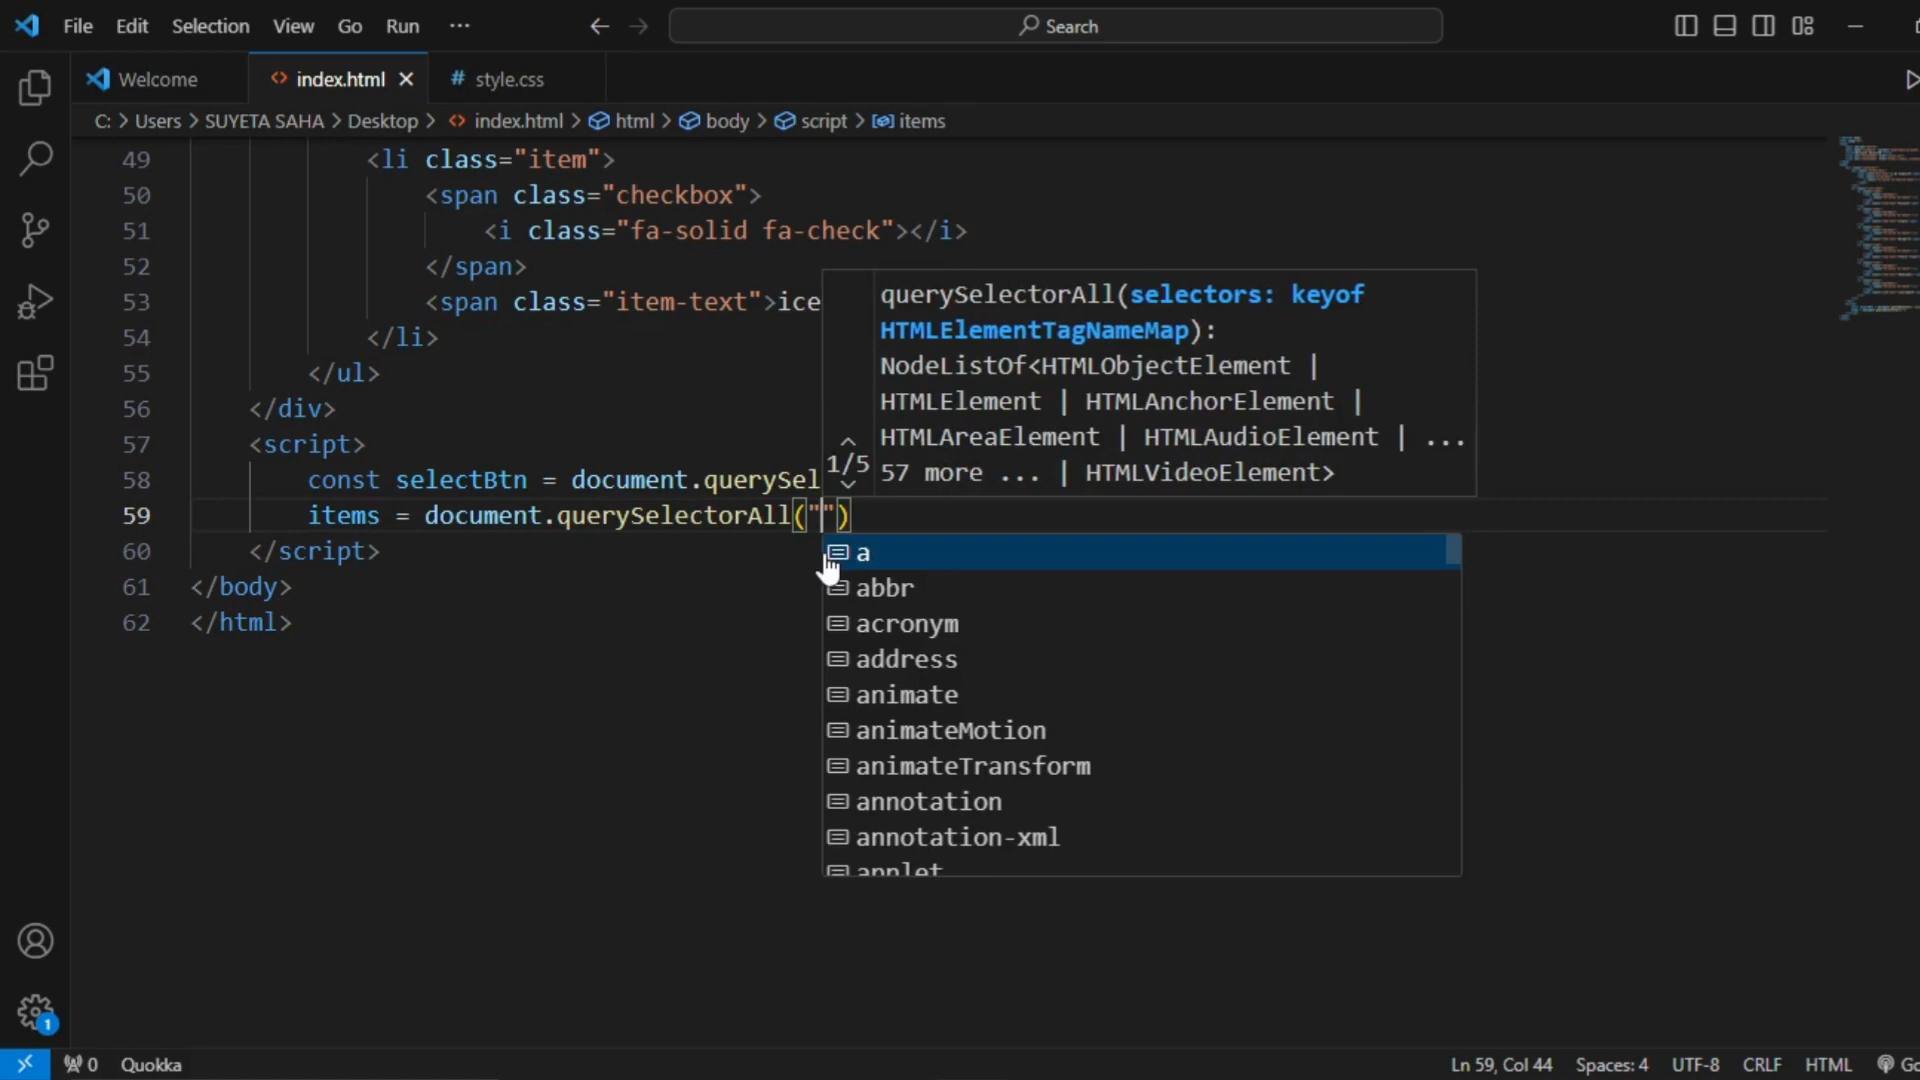 File Edit Selection View Go Run ··· Search
Welcome index.html style.css
C: > Users > SUYETA SAHA > Desktop > index.html > html > body > script > items
49 <li class="item">
50 <span class="checkbox">
51 <i class="fa-solid fa-check"></i>
52 </span>
53 <span class="item-text">ice
54 </li>
55 </ul>
56 </div>
57 <script>
58 const selectBtn = document.querySel
59 items = document.querySelectorAll("")
60 </script>
61 </body>
62 </html>
querySelectorAll(selectors: keyof
HTMLElementTagNameMap):
NodeListOf<HTMLObjectElement |
HTMLElement | HTMLAnchorElement |
HTMLAreaElement | HTMLAudioElement | ...
1/5 57 more ... | HTMLVideoElement>
a
abbr
acronym
address
animate
animateMotion
animateTransform
annotation
annotation-xml
applet
1
0 Quokka Ln 59, Col 44 Spaces: 4 UTF-8 CRLF HTML Go